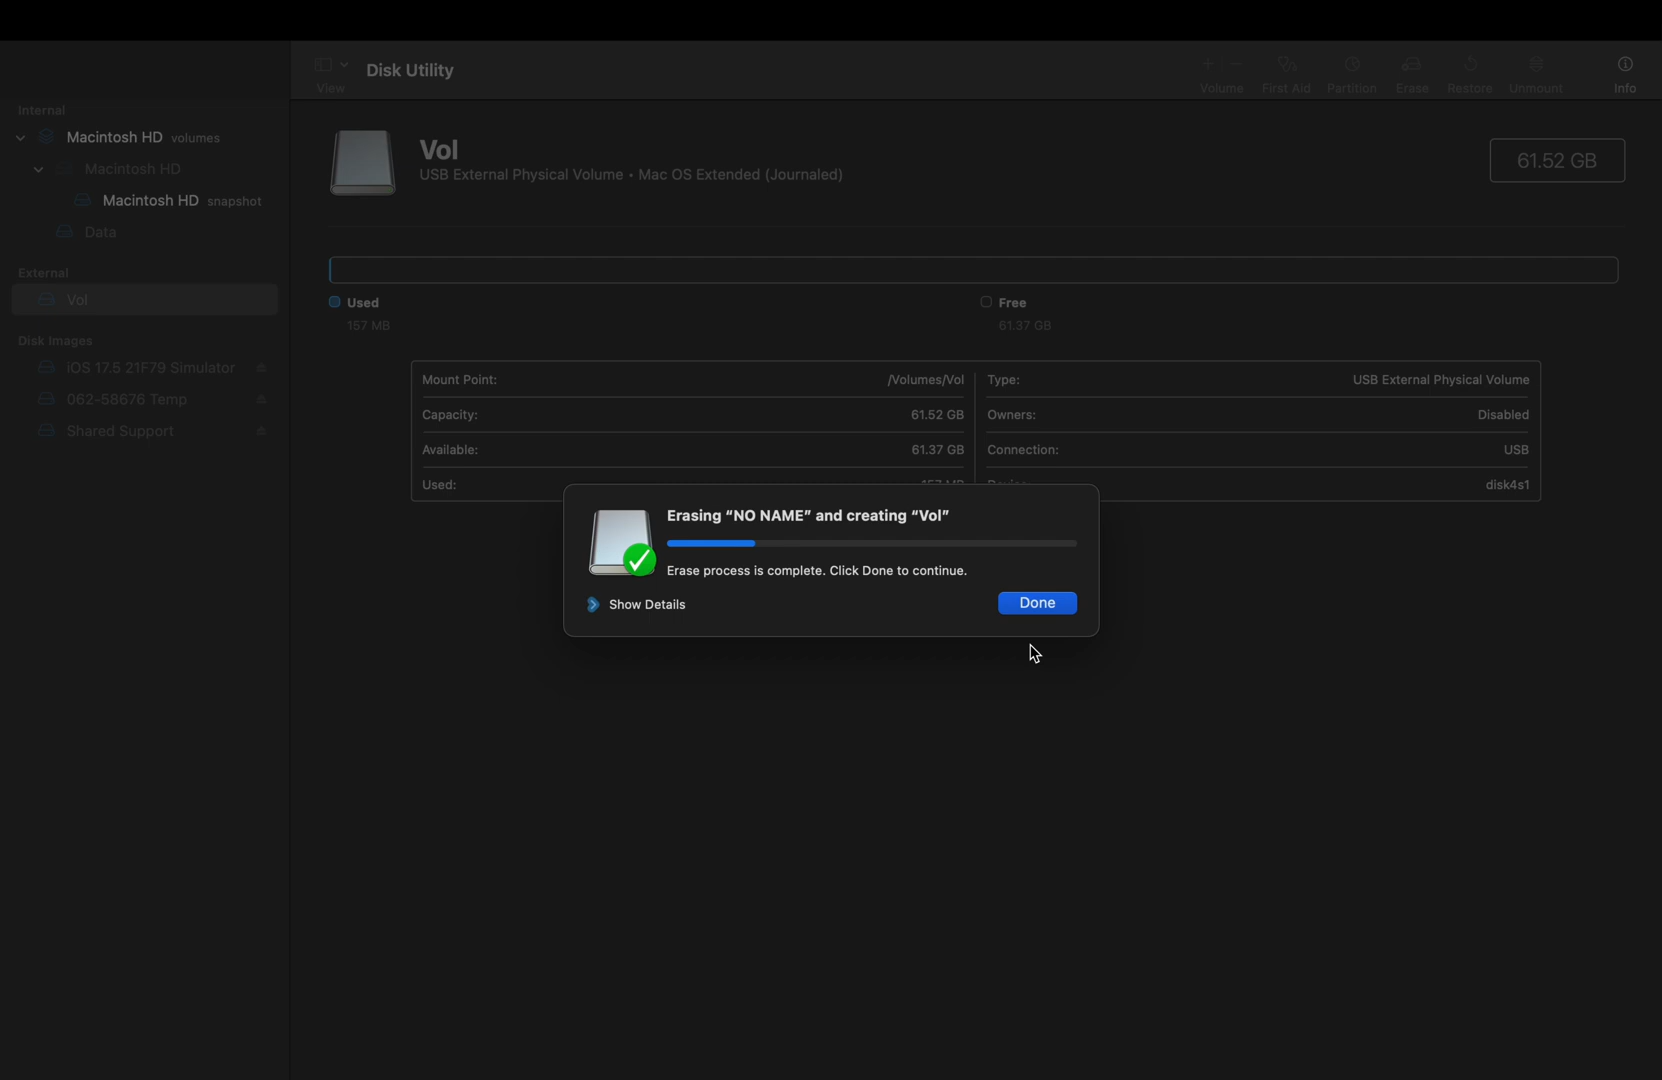 Disk Utility
View
Volume
First Aid
Partition
Erase
Restore
Unmount
Info
Internal
Macintosh HD volumes
Macintosh HD
Macintosh HD snapshot
Data
External
Vol
Disk Images
iOS 17.5 21F79 Simulator
062-58676 Temp
Shared Support
Vol
USB External Physical Volume • Mac OS Extended (Journaled)
61.52 GB
Used
157 MB
Free
61.37 GB
Mount Point: /Volumes/Vol
Capacity: 61.52 GB
Available: 61.37 GB
Used: 157 MB
Type: USB External Physical Volume
Owners: Disabled
Connection: USB
Device: disk4s1
Erasing “NO NAME” and creating “Vol”
Erase process is complete. Click Done to continue.
Show Details
Done